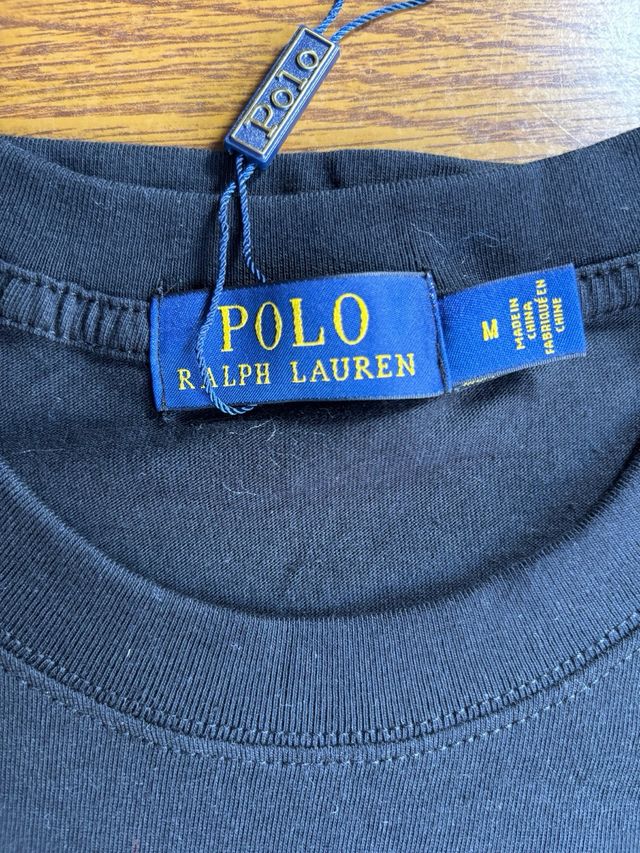 Polo
POLO
RALPH LAUREN
M
MADE IN
CHINA
FABRIQUÉ EN
CHINE